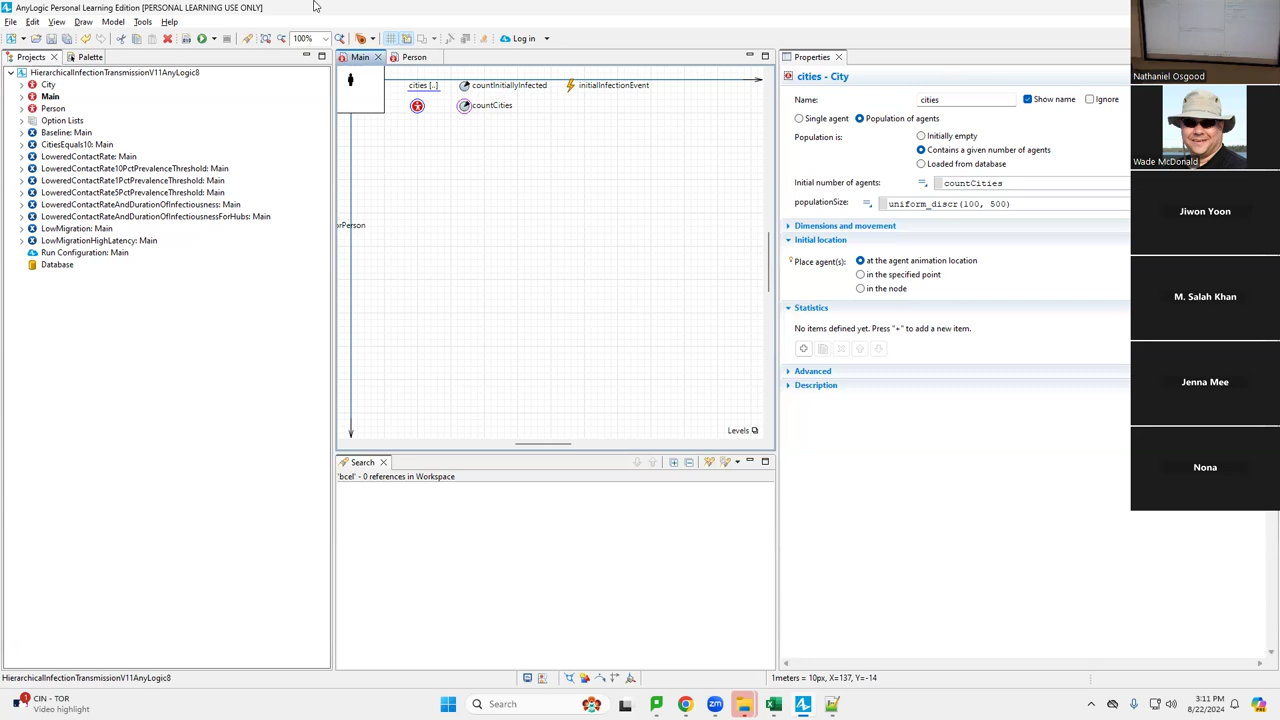 AnyLogic Personal Learning Edition [PERSONAL LEARNING USE ONLY]
File Edit View Draw Model Tools Help
100% Log in
Projects Palette
HierarchicalInfectionTransmissionV11AnyLogic8
City
Main
Person
Option Lists
Baseline: Main
CitiesEquals10: Main
LoweredContactRate: Main
LoweredContactRate10PctPrevalenceThreshold: Main
LoweredContactRate1PctPrevalenceThreshold: Main
LoweredContactRate5PctPrevalenceThreshold: Main
LoweredContactRateAndDurationOfInfectiousness: Main
LoweredContactRateAndDurationOfInfectiousnessForHubs: Main
LowMigration: Main
LowMigrationHighLatency: Main
Run Configuration: Main
Database
Main Person
cities [..] countInitiallyInfected initialInfectionEvent
countCities
orPerson
Levels
Search
'bcel' - 0 references in Workspace
Properties
cities - City
Name: cities Show name Ignore
Single agent Population of agents
Population is: Initially empty
Contains a given number of agents
Loaded from database
Initial number of agents: countCities
populationSize: uniform_discr(100, 500)
Dimensions and movement
Initial location
Place agent(s): at the agent animation location
in the specified point
in the node
Statistics
No items defined yet. Press "+" to add a new item.
Advanced
Description
Nathaniel Osgood
Wade McDonald
Jiwon Yoon
M. Salah Khan
Jenna Mee
Nona
HierarchicalInfectionTransmissionV11AnyLogic8
1meters = 10px, X=137, Y=-14
1
CIN - TOR
Video highlight
Search
zm
3:11 PM
8/22/2024